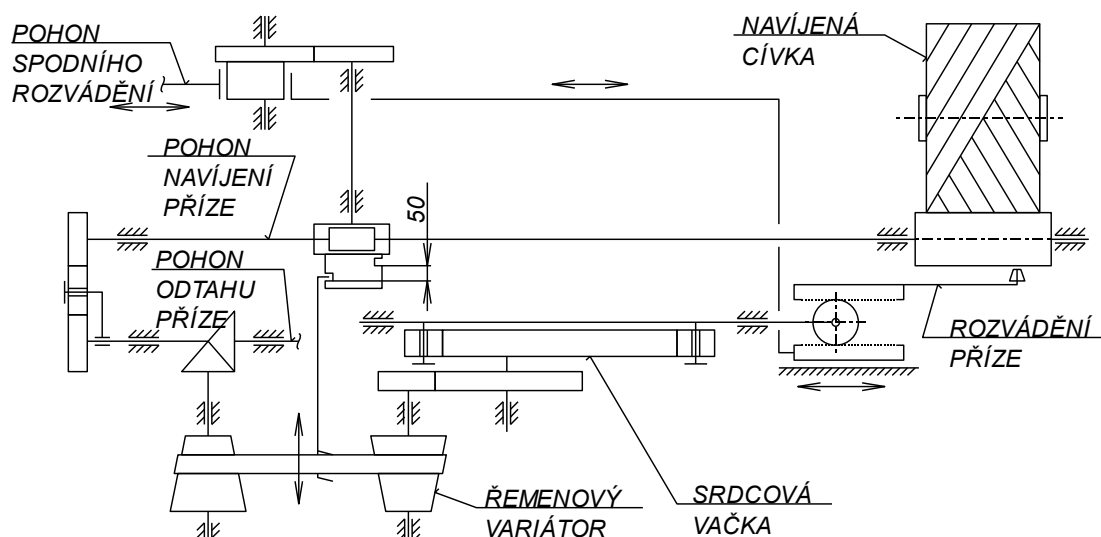 POHON
SPODNÍHO
ROZVÁDĚNÍ
NAVÍJENÁ
CÍVKA
POHON
NAVÍJENÍ
PŘÍZE
50
POHON
ODTAHU
PŘÍZE
ROZVÁDĚNÍ
PŘÍZE
ŘEMENOVÝ
VARIÁTOR
SRDCOVÁ
VAČKA